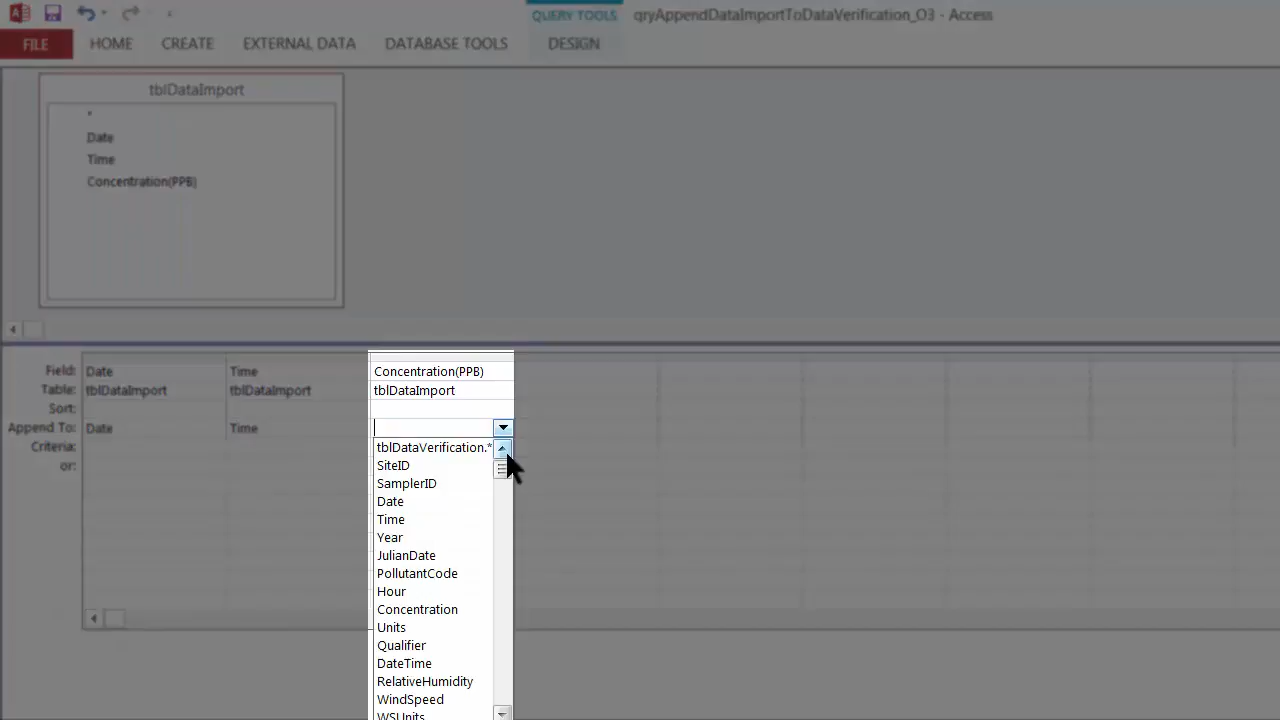 QUERY TOOLS qryAppendDataImportToDataVerification_O3 - Access
FILE HOME CREATE EXTERNAL DATA DATABASE TOOLS DESIGN
tblDataImport
*
Date
Time
Concentration(PPB)
Field: Date Time Concentration(PPB)
Table: tblDataImport tblDataImport tblDataImport
Sort:
Append To: Date Time
Criteria:
or:
tblDataVerification.*
SiteID
SamplerID
Date
Time
Year
JulianDate
PollutantCode
Hour
Concentration
Units
Qualifier
DateTime
RelativeHumidity
WindSpeed
WSUnits